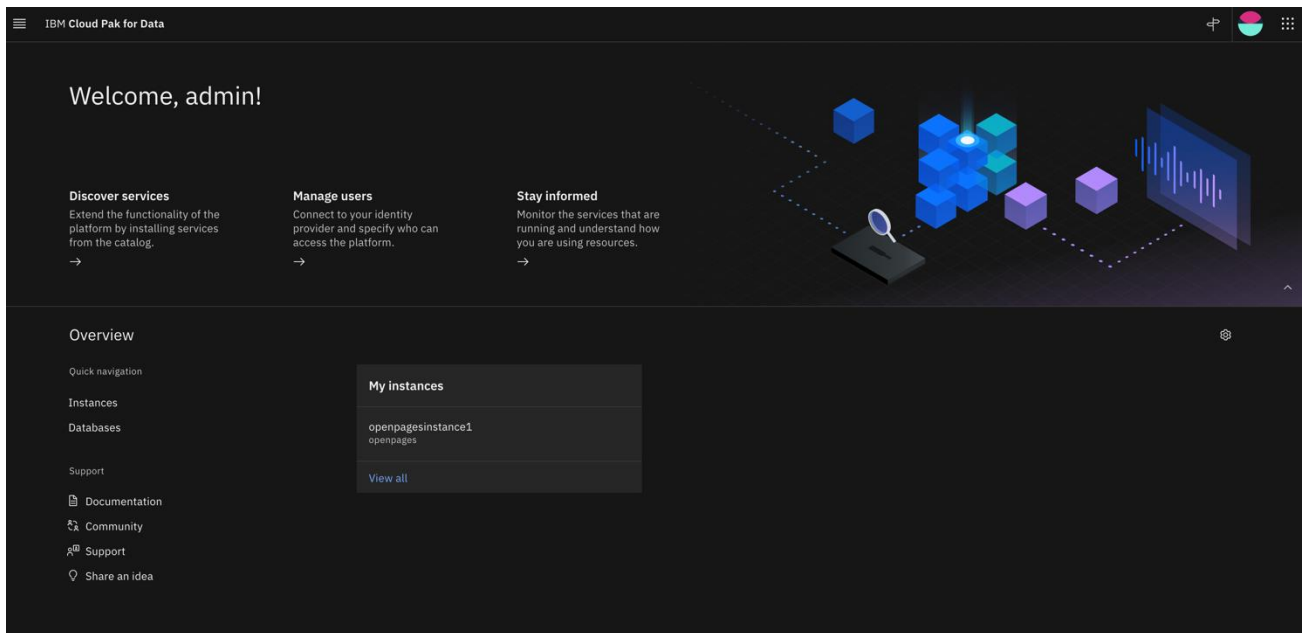 IBM Cloud Pak for Data
Welcome, admin!
Discover services
Extend the functionality of the
platform by installing services
from the catalog.
Manage users
Connect to your identity
provider and specify who can
access the platform.
Stay informed
Monitor the services that are
running and understand how
you are using resources.
Overview
Quick navigation
Instances
Databases
Support
Documentation
Community
Support
Share an idea
My instances
openpagesinstance1
openpages
View all